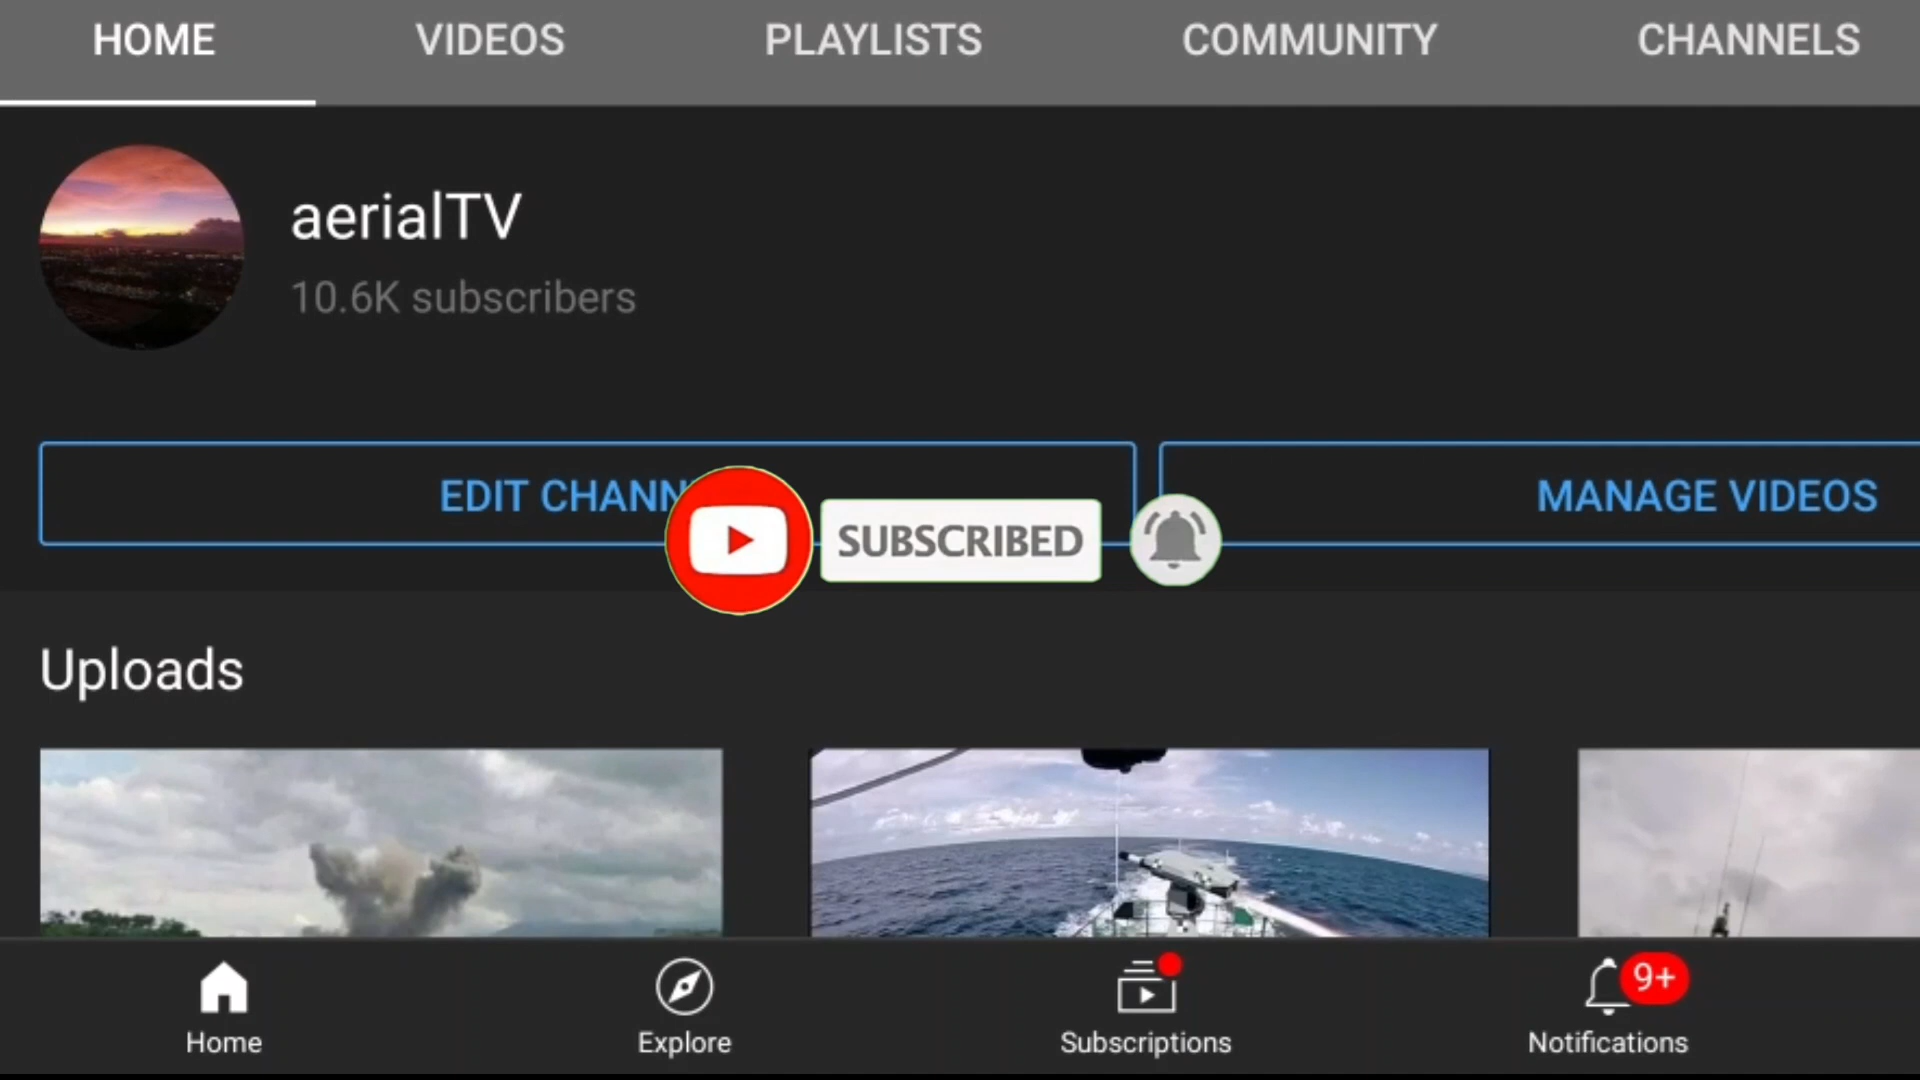 HOME VIDEOS PLAYLISTS COMMUNITY CHANNELS
aerialTV
10.6K subscribers
EDIT CHANN MANAGE VIDEOS
SUBSCRIBED
Uploads
Home Explore Subscriptions Notifications
9+